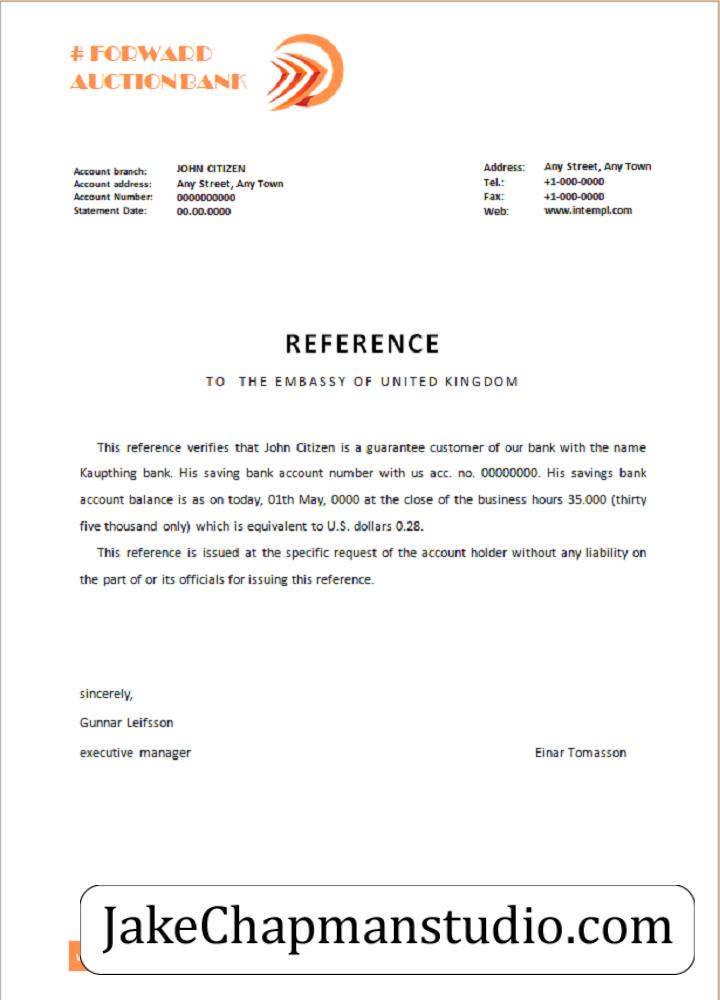 # FORWARD
AUCTION BANK
Account branch: JOHN CITIZEN
Account address: Any Street, Any Town
Account Number: 0000000000
Statement Date: 00.00.0000
Address: Any Street, Any Town
Tel.: +1-000-0000
Fax: +1-000-0000
Web: www.intempl.com
REFERENCE
TO THE EMBASSY OF UNITED KINGDOM
This reference verifies that John Citizen is a guarantee customer of our bank with the name
Kaupthing bank. His saving bank account number with us acc. no. 00000000. His savings bank
account balance is as on today, 01th May, 0000 at the close of the business hours 35.000 (thirty
five thousand only) which is equivalent to U.S. dollars 0.28.
This reference is issued at the specific request of the account holder without any liability on
the part of or its officials for issuing this reference.
sincerely,
Gunnar Leifsson
executive manager Einar Tomasson
JakeChapmanstudio.com